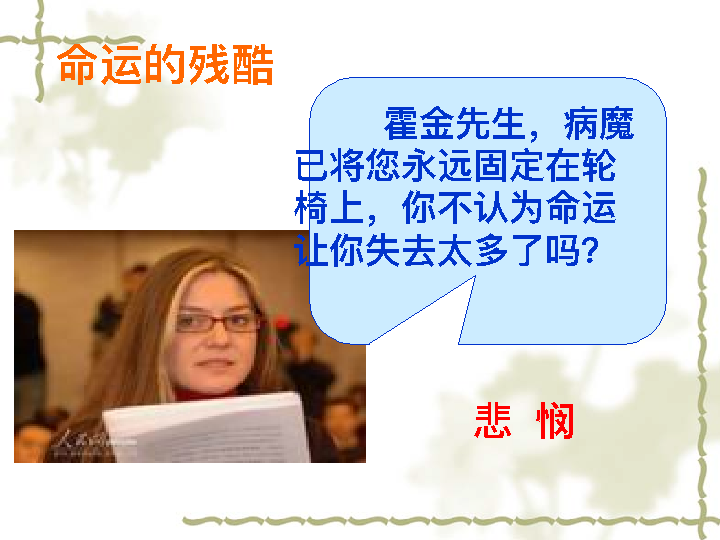 命运的残酷
霍金先生，病魔
已将您永远固定在轮
椅上，你不认为命运
让你失去太多了吗？
悲 悯